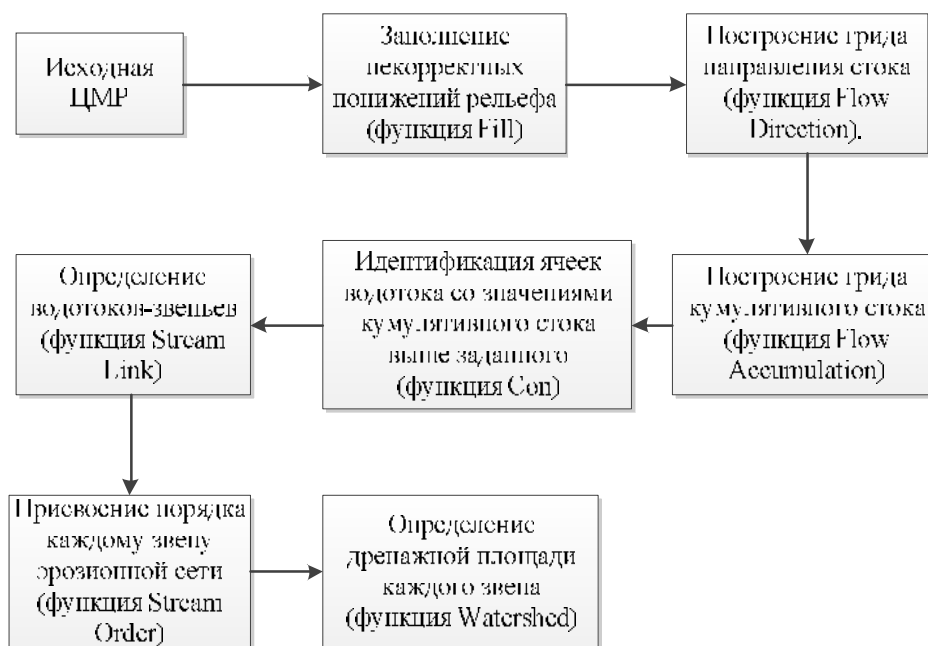 Исходная
ЦМР
Заполнение
некорректных
понижений рельефа
(функция Fill)
Построение грида
направления стока
(функция Flow
Direction).
Построение грида
кумулятивного стока
(функция Flow
Accumulation)
Идентификация ячеек
водотока со значениями
кумулятивного стока
выше заданного
(функция Con)
Определение
водотоков-звеньев
(функция Stream
Link)
Присвоение порядка
каждому звену
эрозионной сети
(функция Stream
Order)
Определение
дренажной площади
каждого звена
(функция Watershed)